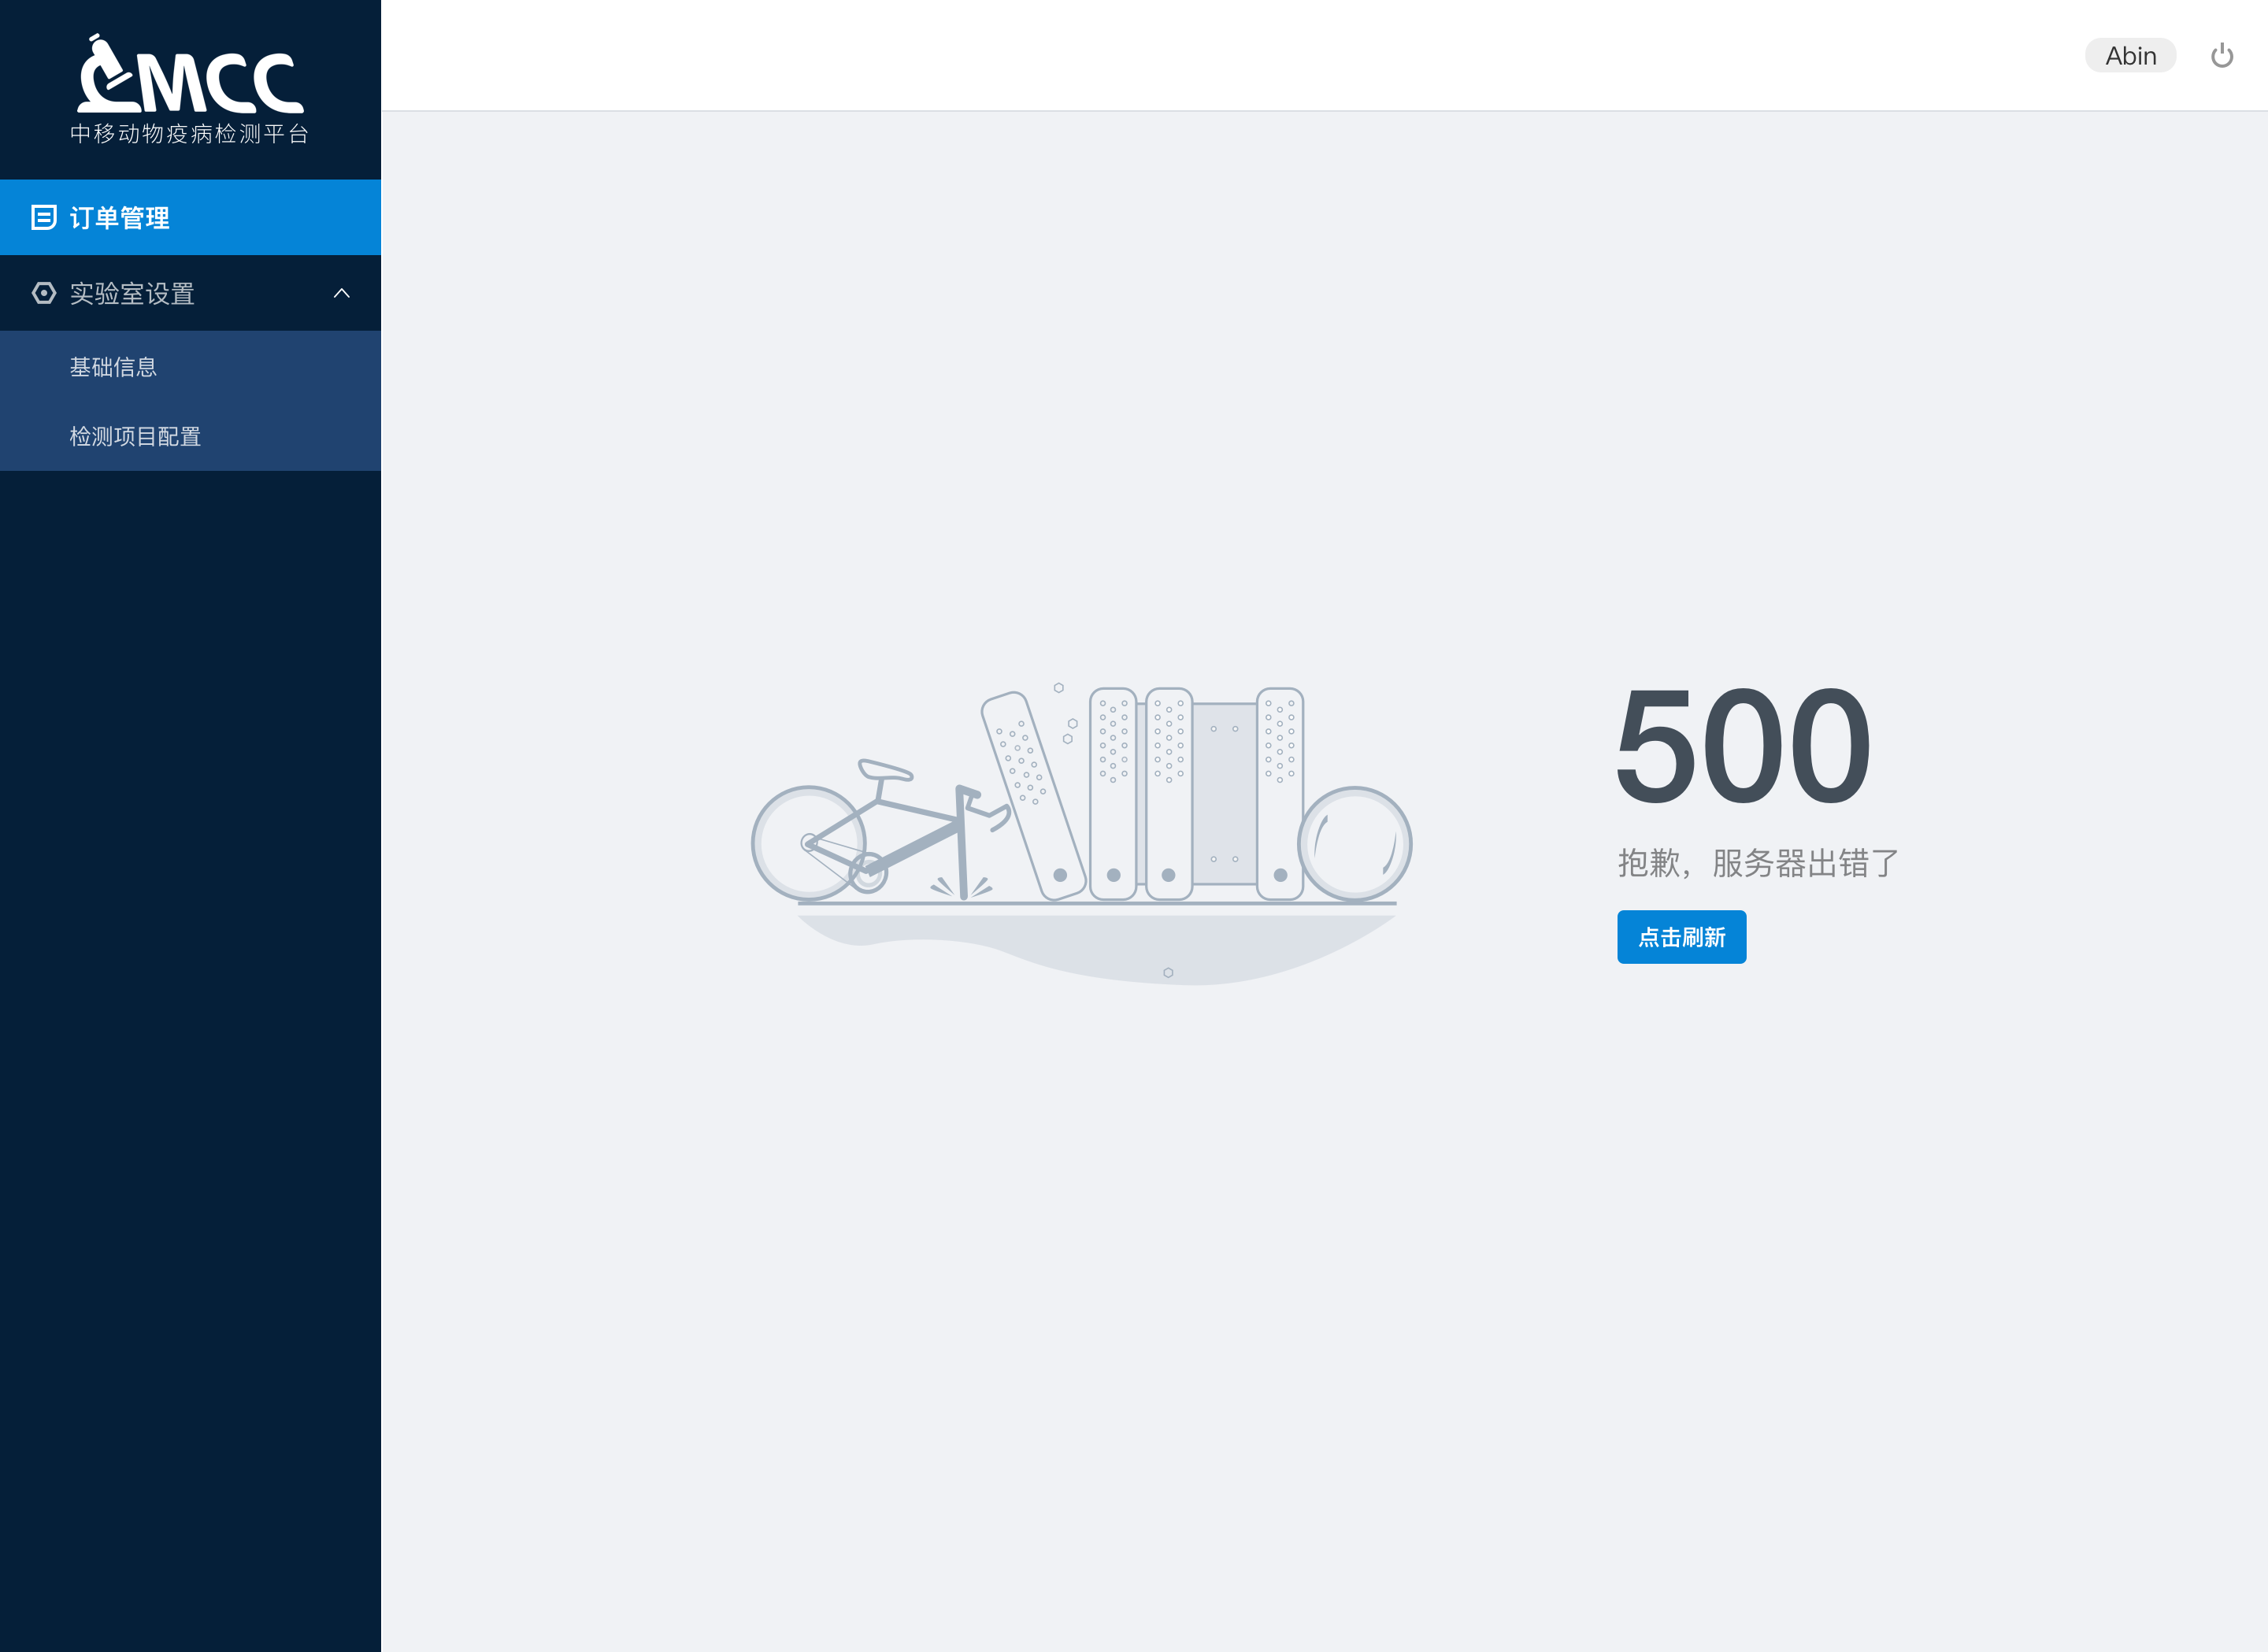 MCC
中移动物疫病检测平台
Abin
订单管理
实验室设置
基础信息
检测项目配置
500
抱歉，服务器出错了
点击刷新